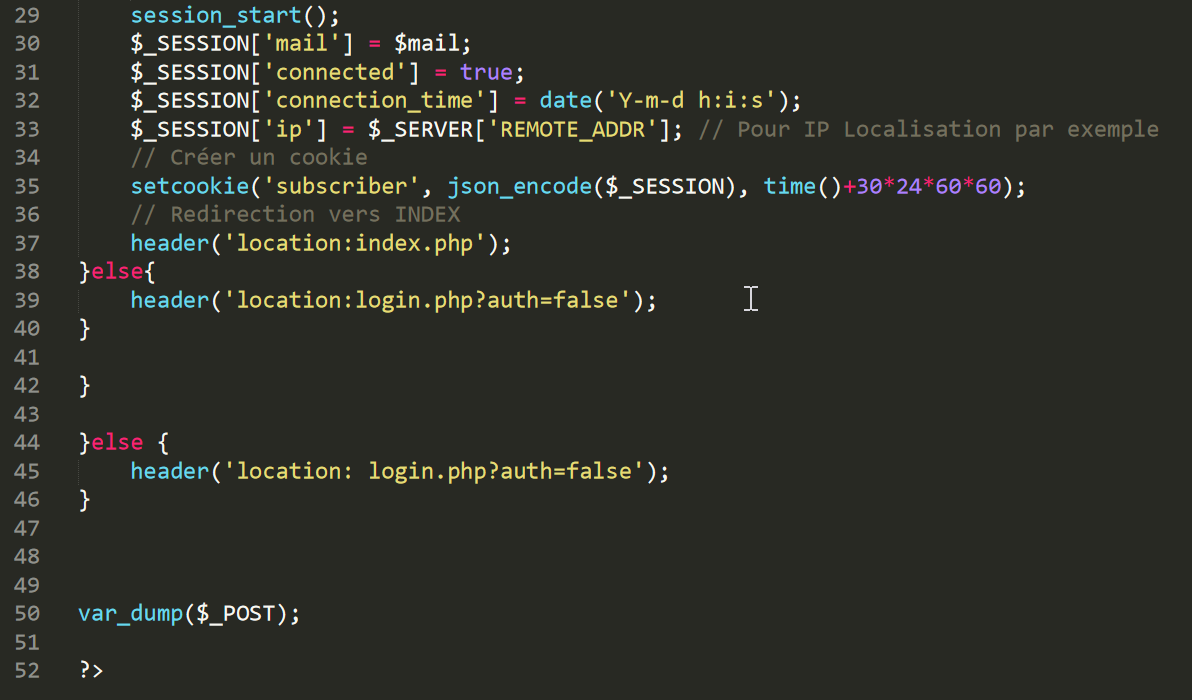 29 session_start();
30 $_SESSION['mail'] = $mail;
31 $_SESSION['connected'] = true;
32 $_SESSION['connection_time'] = date('Y-m-d h:i:s');
33 $_SESSION['ip'] = $_SERVER['REMOTE_ADDR']; // Pour IP Localisation par exemple
34 // Créer un cookie
35 setcookie('subscriber', json_encode($_SESSION), time()+30*24*60*60);
36 // Redirection vers INDEX
37 header('location:index.php');
38 }else{
39 header('location:login.php?auth=false');
40 }
41
42 }
43
44 }else {
45 header('location: login.php?auth=false');
46 }
47
48
49
50 var_dump($_POST);
51
52 ?>